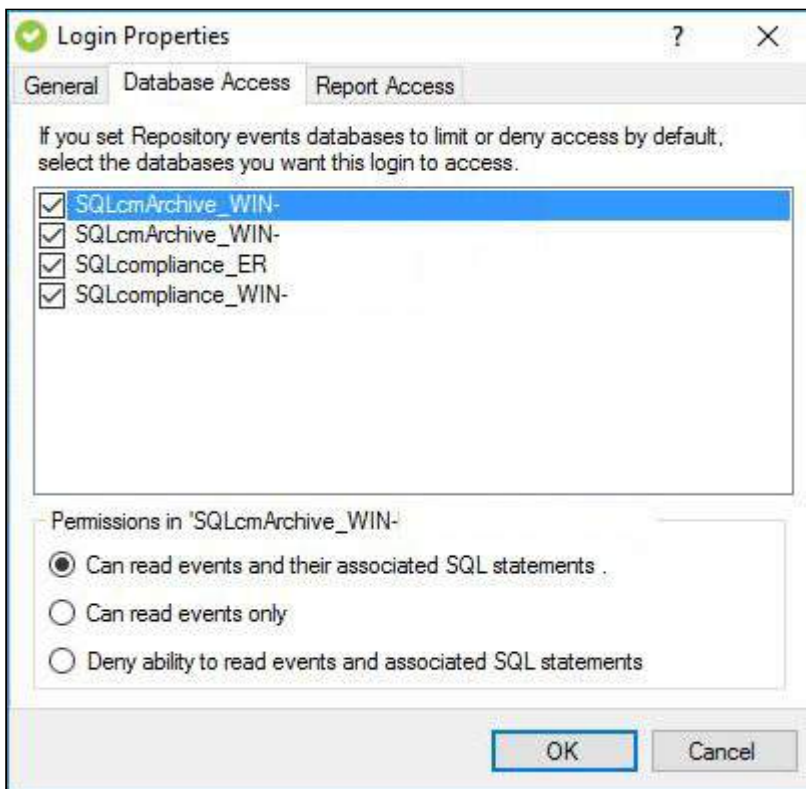 Login Properties ?
General Database Access Report Access
If you set Repository events databases to limit or deny access by default,
select the databases you want this login to access.
SQLcmArchive_WIN-
SQLcmArchive_WIN-
SQLcompliance_ER
SQLcompliance_WIN-
Permissions in 'SQLcmArchive_WIN-
Can read events and their associated SQL statements .
Can read events only
Deny ability to read events and associated SQL statements
OK Cancel